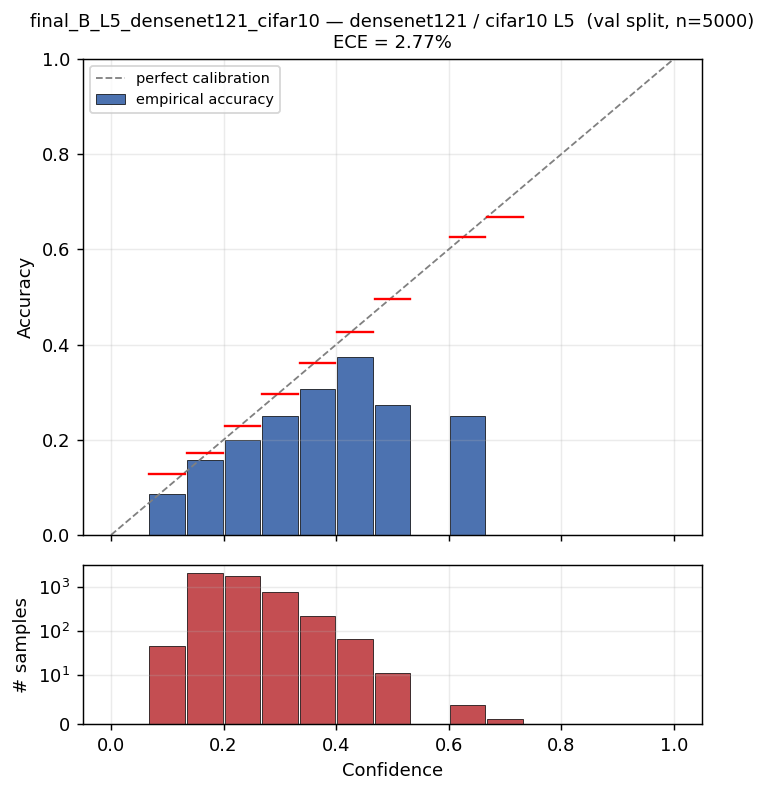 final_B_L5_densenet121_cifar10 — densenet121 / cifar10 L5  (val split, n=5000)
ECE = 2.77%
perfect calibration
empirical accuracy
1.0
0.8
0.6
0.4
0.2
0.0
Accuracy
10³
10²
10¹
0
# samples
0.0 0.2 0.4 0.6 0.8 1.0
Confidence